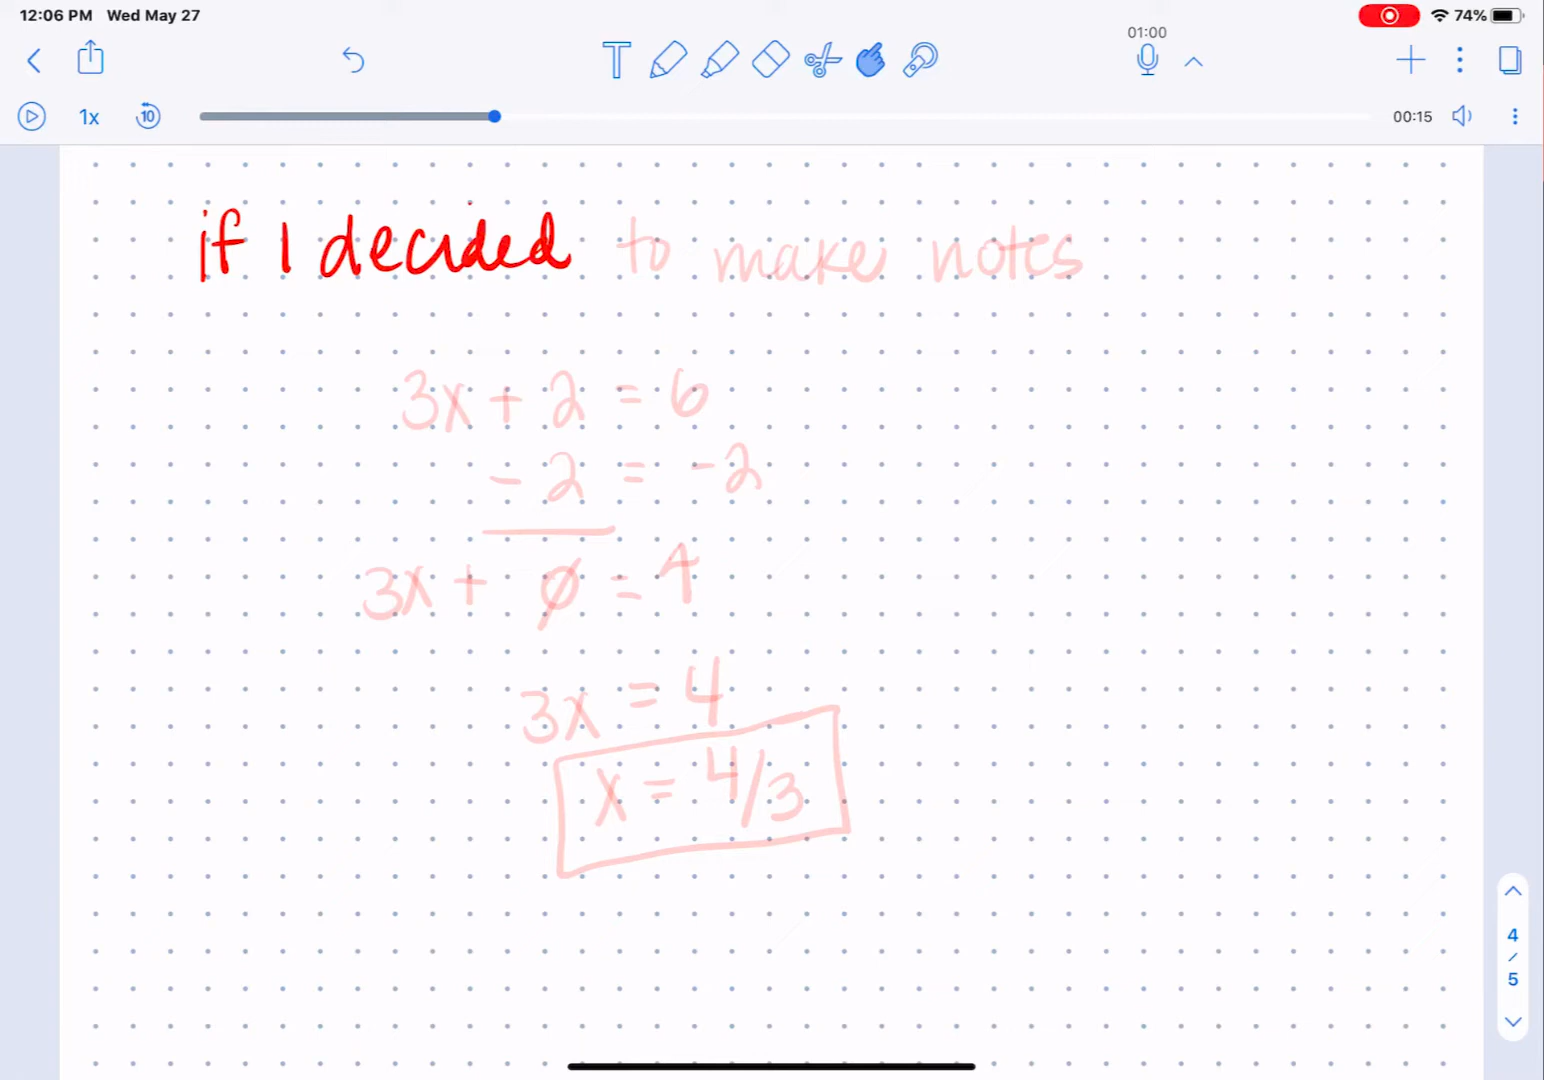 12:06 PM Wed May 27
74%
01:00
1x
10
00:15
if I decided to make notes
3x + 2 = 6
- 2 = -2
3x + 0 = 4
3x = 4
x = 4/3
4
/
5